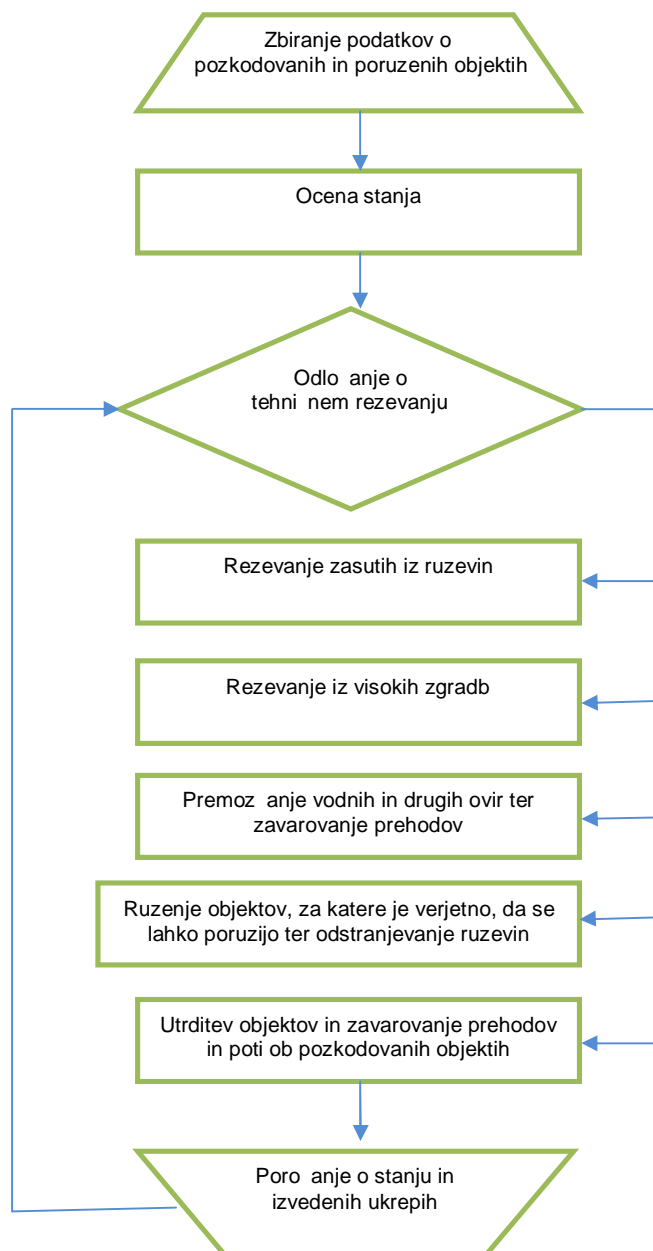 Zbiranje podatkov o
pozkodovanih in poruzenih objektih
Ocena stanja
Odlo anje o
tehni nem rezevanju
Rezevanje zasutih iz ruzevin
Rezevanje iz visokih zgradb
Premoz anje vodnih in drugih ovir ter
zavarovanje prehodov
Ruzenje objektov, za katere je verjetno, da se
lahko poruzijo ter odstranjevanje ruzevin
Utrditev objektov in zavarovanje prehodov
in poti ob pozkodovanih objektih
Poro anje o stanju in
izvedenih ukrepih